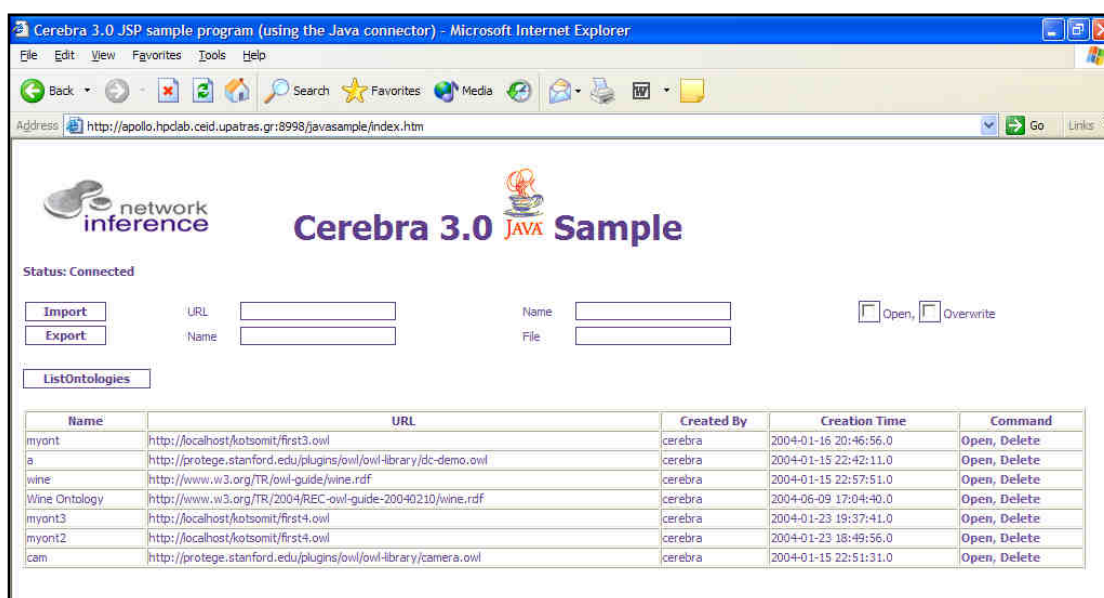 Cerebra 3.0 JSP sample program (using the Java connector) - Microsoft Internet Explorer
File Edit View Favorites Tools Help
Back Search Favorites Media
Address http://apollo.hpclab.ceid.upatras.gr:8998/javasample/index.htm Go Links
network
inference
Cerebra 3.0 JAVA Sample
Status: Connected
Import URL Name Open, Overwrite
Export Name File
ListOntologies
Name URL Created By Creation Time Command
myont http://localhost/kotsomit/first3.owl cerebra 2004-01-16 20:46:56.0 Open, Delete
a http://protege.stanford.edu/plugins/owl/owl-library/dc-demo.owl cerebra 2004-01-15 22:42:11.0 Open, Delete
wine http://www.w3.org/TR/owl-guide/wine.rdf cerebra 2004-01-15 22:57:51.0 Open, Delete
Wine Ontology http://www.w3.org/TR/2004/REC-owl-guide-20040210/wine.rdf cerebra 2004-06-09 17:04:40.0 Open, Delete
myont3 http://localhost/kotsomit/first4.owl cerebra 2004-01-23 19:37:41.0 Open, Delete
myont2 http://localhost/kotsomit/first4.owl cerebra 2004-01-23 18:49:56.0 Open, Delete
cam http://protege.stanford.edu/plugins/owl/owl-library/camera.owl cerebra 2004-01-15 22:51:31.0 Open, Delete